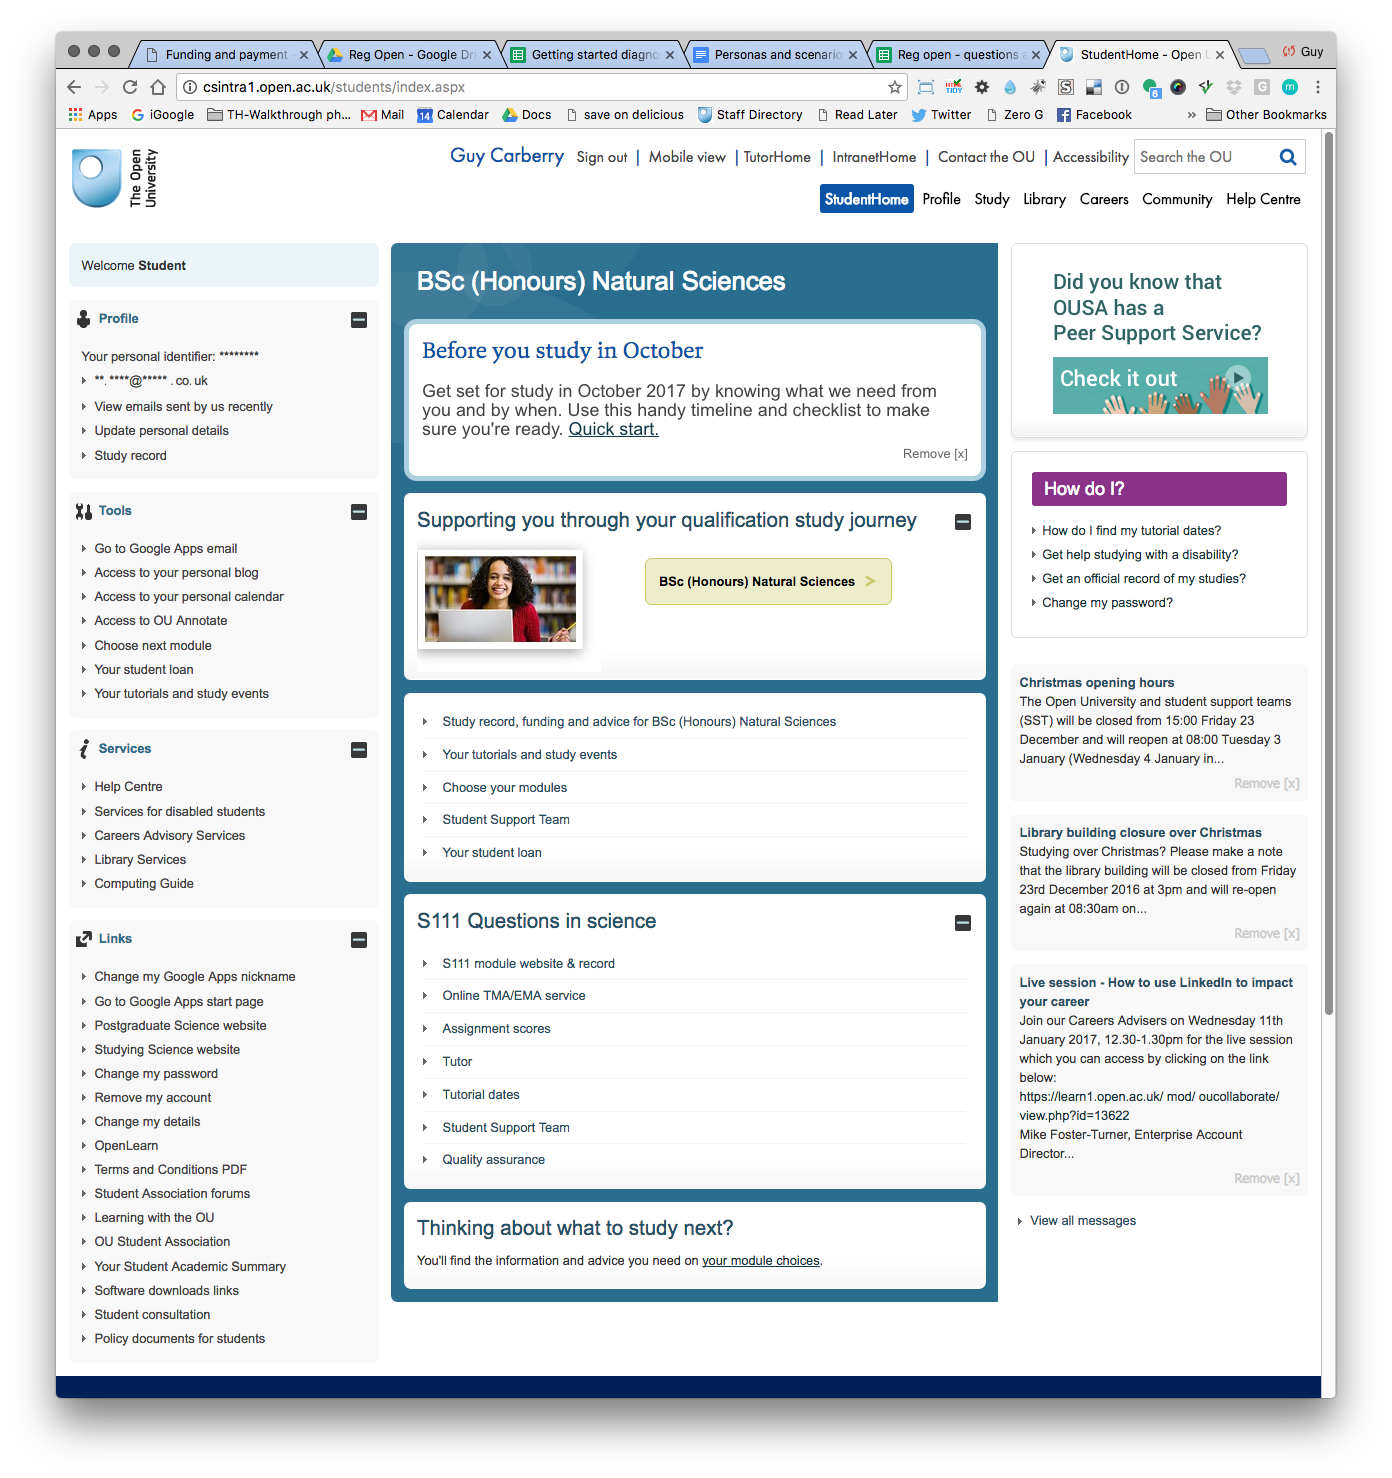 Funding and payment
Reg Open - Google Dri
Getting started diagno
Personas and scenario
Reg open - questions a
StudentHome - Open U
Guy
csintra1.open.ac.uk/students/index.aspx
Apps
iGoogle
TH-Walkthrough ph...
Mail
Calendar
Docs
save on delicious
Staff Directory
Read Later
Twitter
Zero G
Facebook
»
Other Bookmarks
The Open
University
Guy Carberry Sign out | Mobile view | TutorHome | IntranetHome | Contact the OU | Accessibility
Search the OU
StudentHome Profile Study Library Careers Community Help Centre
Welcome Student
Profile
Your personal identifier: ********
**. ****@***** . co. uk
View emails sent by us recently
Update personal details
Study record
Tools
Go to Google Apps email
Access to your personal blog
Access to your personal calendar
Access to OU Annotate
Choose next module
Your student loan
Your tutorials and study events
Services
Help Centre
Services for disabled students
Careers Advisory Services
Library Services
Computing Guide
Links
Change my Google Apps nickname
Go to Google Apps start page
Postgraduate Science website
Studying Science website
Change my password
Remove my account
Change my details
OpenLearn
Terms and Conditions PDF
Student Association forums
Learning with the OU
OU Student Association
Your Student Academic Summary
Software downloads links
Student consultation
Policy documents for students
BSc (Honours) Natural Sciences
Before you study in October
Get set for study in October 2017 by knowing what we need from
you and by when. Use this handy timeline and checklist to make
sure you're ready. Quick start.
Remove [x]
Supporting you through your qualification study journey
BSc (Honours) Natural Sciences >
Study record, funding and advice for BSc (Honours) Natural Sciences
Your tutorials and study events
Choose your modules
Student Support Team
Your student loan
S111 Questions in science
S111 module website & record
Online TMA/EMA service
Assignment scores
Tutor
Tutorial dates
Student Support Team
Quality assurance
Thinking about what to study next?
You'll find the information and advice you need on your module choices.
Did you know that
OUSA has a
Peer Support Service?
Check it out
How do I?
How do I find my tutorial dates?
Get help studying with a disability?
Get an official record of my studies?
Change my password?
Christmas opening hours
The Open University and student support teams
(SST) will be closed from 15:00 Friday 23
December and will reopen at 08:00 Tuesday 3
January (Wednesday 4 January in...
Remove [x]
Library building closure over Christmas
Studying over Christmas? Please make a note
that the library building will be closed from Friday
23rd December 2016 at 3pm and will re-open
again at 08:30am on...
Remove [x]
Live session - How to use LinkedIn to impact
your career
Join our Careers Advisers on Wednesday 11th
January 2017, 12.30-1.30pm for the live session
which you can access by clicking on the link
below:
https://learn1.open.ac.uk/ mod/ oucollaborate/
view.php?id=13622
Mike Foster-Turner, Enterprise Account
Director...
Remove [x]
View all messages